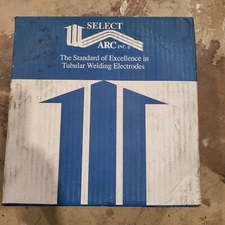 SELECT
ARC INC.®
The Standard of Excellence in
Tubular Welding Electrodes